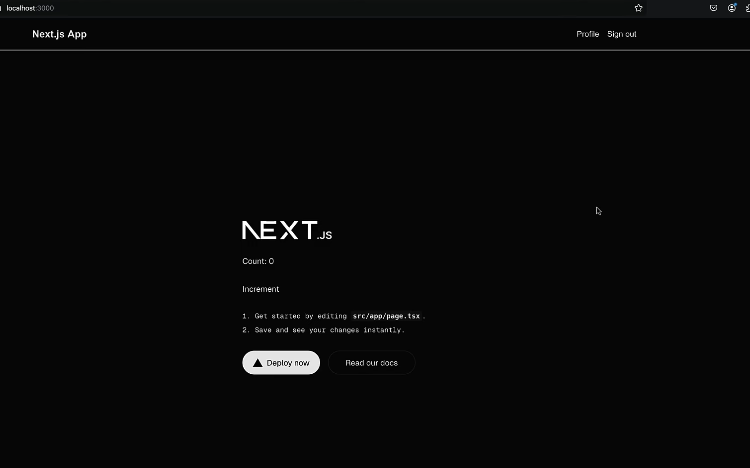 localhost:3000
Next.js App
Profile Sign out
NEXT.JS
Count: 0
Increment
1. Get started by editing src/app/page.tsx.
2. Save and see your changes instantly.
Deploy now Read our docs